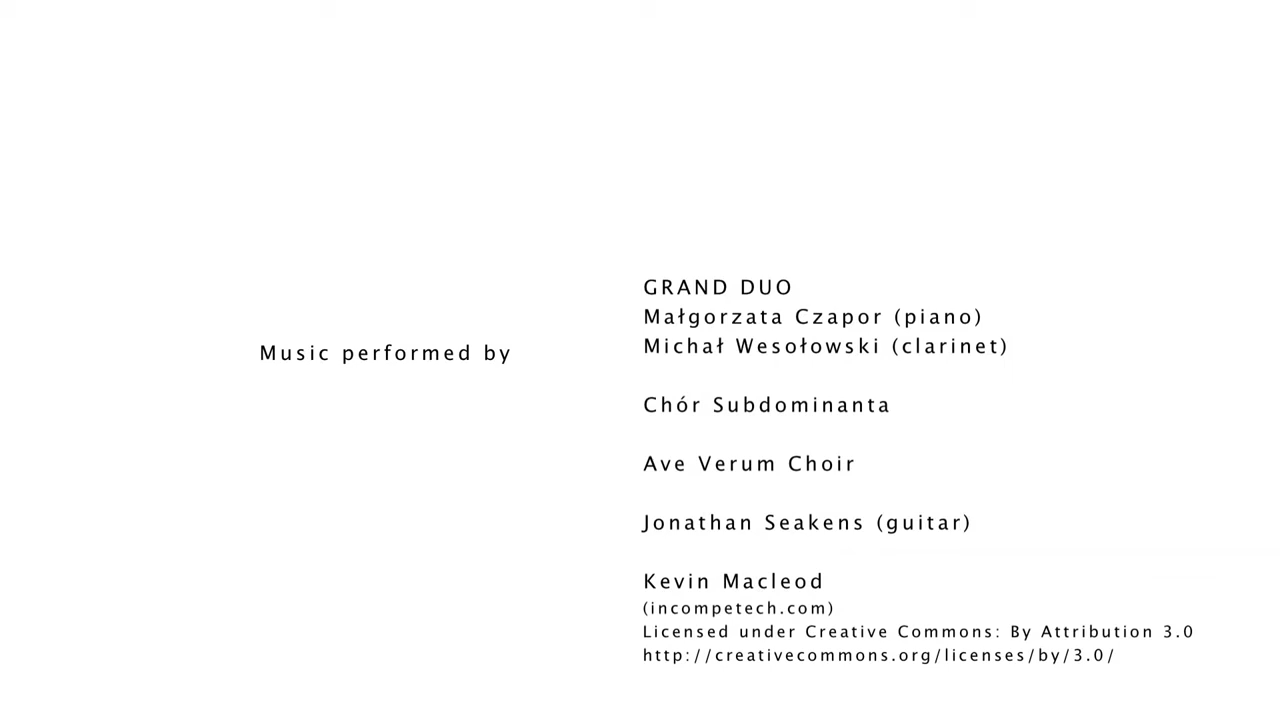 Music performed by
GRAND DUO
Małgorzata Czapor (piano)
Michał Wesołowski (clarinet)
Chór Subdominanta
Ave Verum Choir
Jonathan Seakens (guitar)
Kevin Macleod
(incompetech.com)
Licensed under Creative Commons: By Attribution 3.0
http://creativecommons.org/licenses/by/3.0/